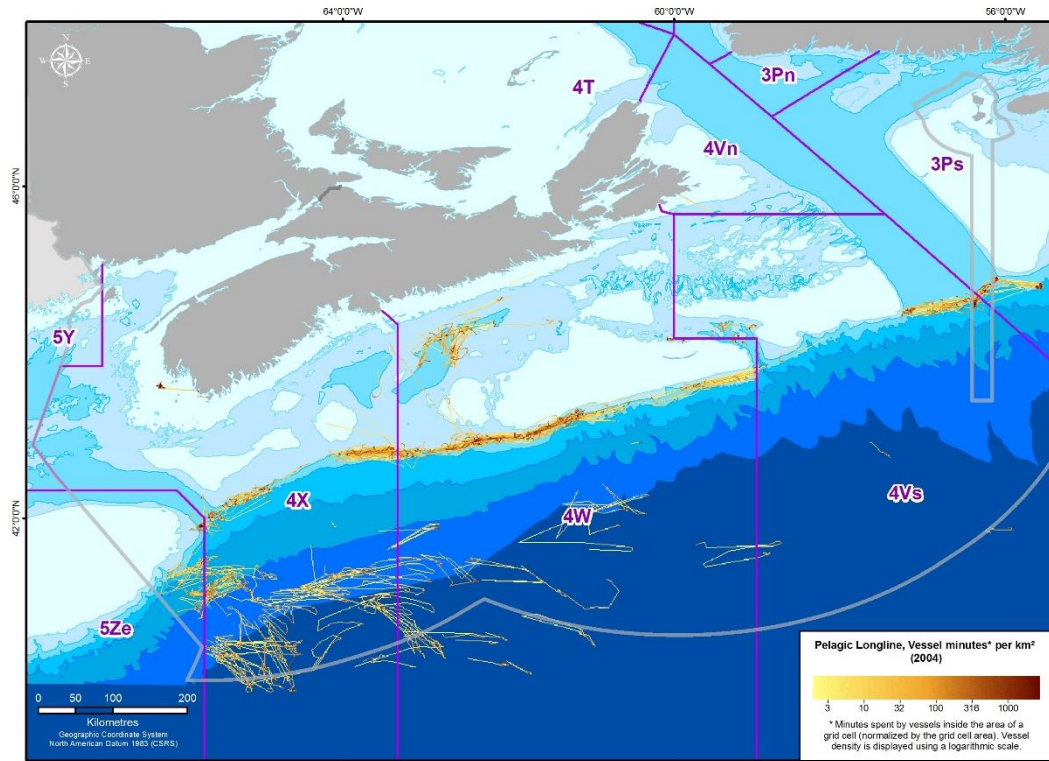 64°0'0"W 60°0'0"W 56°0'0"W
N
W E
S
3Pn
4T
4Vn
3Ps
46°0'0"N
5Y
4X
4W
4Vs
42°0'0"N
5Ze
0 50 100 200
Kilometres
Geographic Coordinate System
North American Datum 1983 (CSRS)
Pelagic Longline, Vessel minutes* per km²
(2004)
3 10 32 100 316 1000
* Minutes spent by vessels inside the area of a
grid cell (normalized by the grid cell area). Vessel
density is displayed using a logarithmic scale.